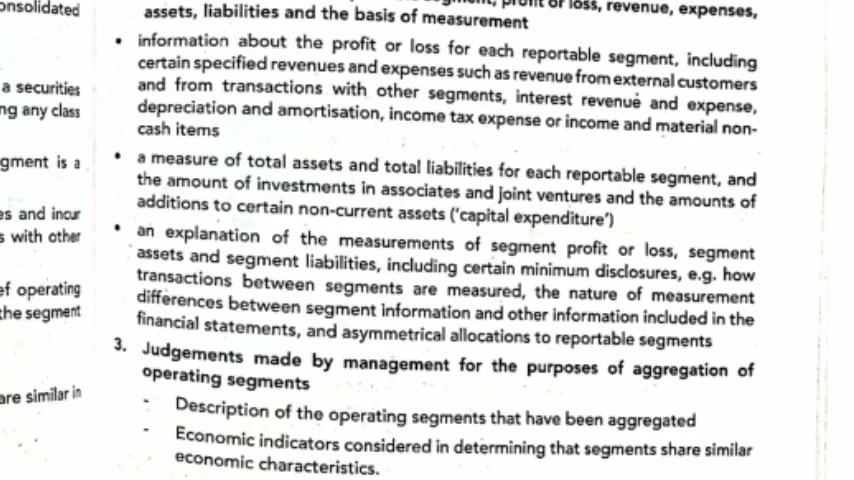 onsolidated
a securities
ng any class
gment is a
es and incur
s with other
ef operating
the segment
are similar in
profit or loss, revenue, expenses,
assets, liabilities and the basis of measurement
• information about the profit or loss for each reportable segment, including
certain specified revenues and expenses such as revenue from external customers
and from transactions with other segments, interest revenue and expense,
depreciation and amortisation, income tax expense or income and material non-
cash items
• a measure of total assets and total liabilities for each reportable segment, and
the amount of investments in associates and joint ventures and the amounts of
additions to certain non-current assets ('capital expenditure')
• an explanation of the measurements of segment profit or loss, segment
assets and segment liabilities, including certain minimum disclosures, e.g. how
transactions between segments are measured, the nature of measurement
differences between segment information and other information included in the
financial statements, and asymmetrical allocations to reportable segments
3. Judgements made by management for the purposes of aggregation of
operating segments
- Description of the operating segments that have been aggregated
- Economic indicators considered in determining that segments share similar
economic characteristics.